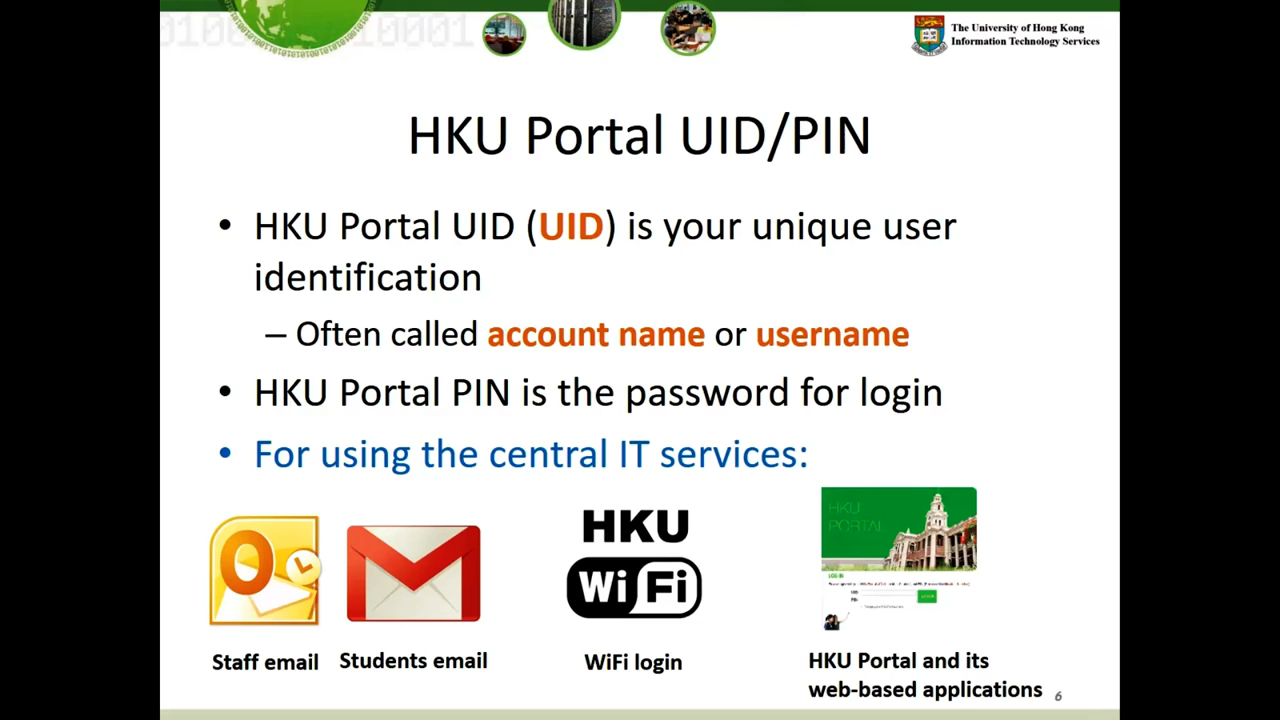 The University of Hong Kong
Information Technology Services
HKU Portal UID/PIN
• HKU Portal UID (UID) is your unique user
identification
– Often called account name or username
• HKU Portal PIN is the password for login
• For using the central IT services:
HKU
WiFi
HKU
PORTAL
Staff email
Students email
WiFi login
HKU Portal and its
web-based applications
6